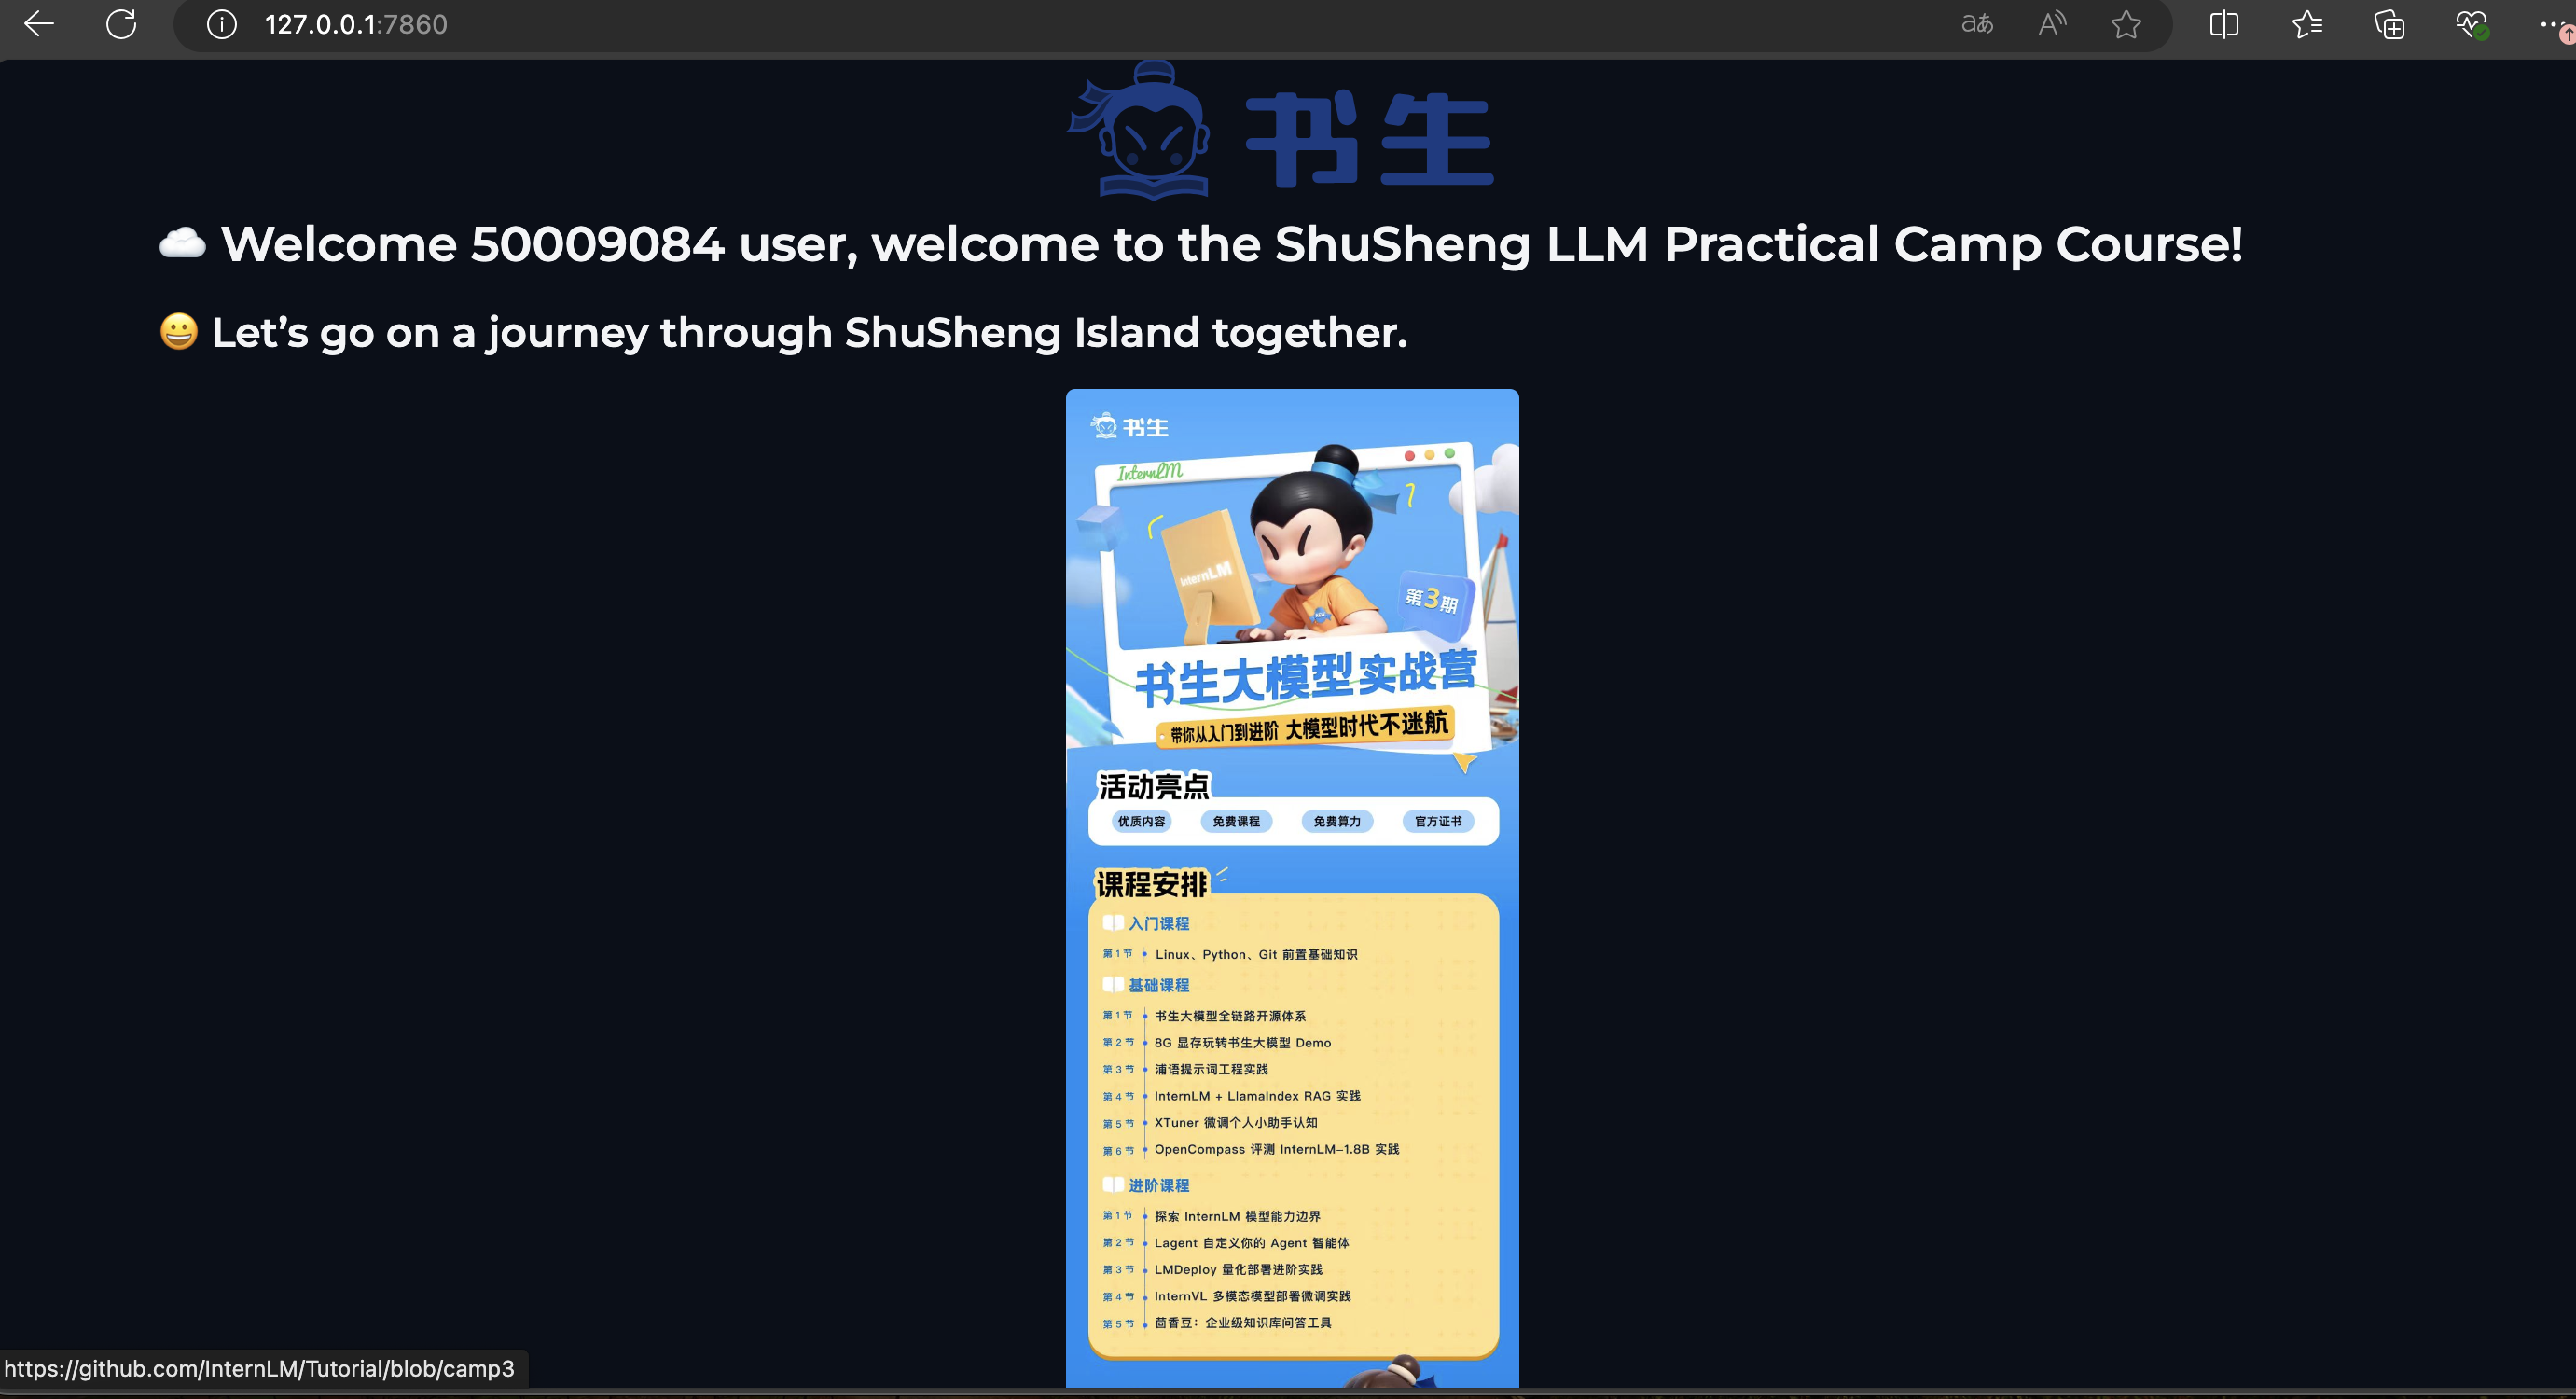 127.0.0.1:7860
书生
Welcome 50009084 user, welcome to the ShuSheng LLM Practical Camp Course!
Let’s go on a journey through ShuSheng Island together.
书生
InternLM
InternLM
第3期
书生大模型实战营
带你从入门到进阶 大模型时代不迷航
活动亮点
优质内容 免费课程 免费算力 官方证书
课程安排
入门课程
第1节 Linux、Python、Git 前置基础知识
基础课程
第1节 书生大模型全链路开源体系
第2节 8G 显存玩转书生大模型 Demo
第3节 浦语提示词工程实践
第4节 InternLM + LlamaIndex RAG 实践
第5节 XTuner 微调个人小助手认知
第6节 OpenCompass 评测 InternLM-1.8B 实践
进阶课程
第1节 探索 InternLM 模型能力边界
第2节 Lagent 自定义你的 Agent 智能体
第3节 LMDeploy 量化部署进阶实践
第4节 InternVL 多模态模型部署微调实践
第5节 茴香豆：企业级知识库问答工具
https://github.com/InternLM/Tutorial/blob/camp3